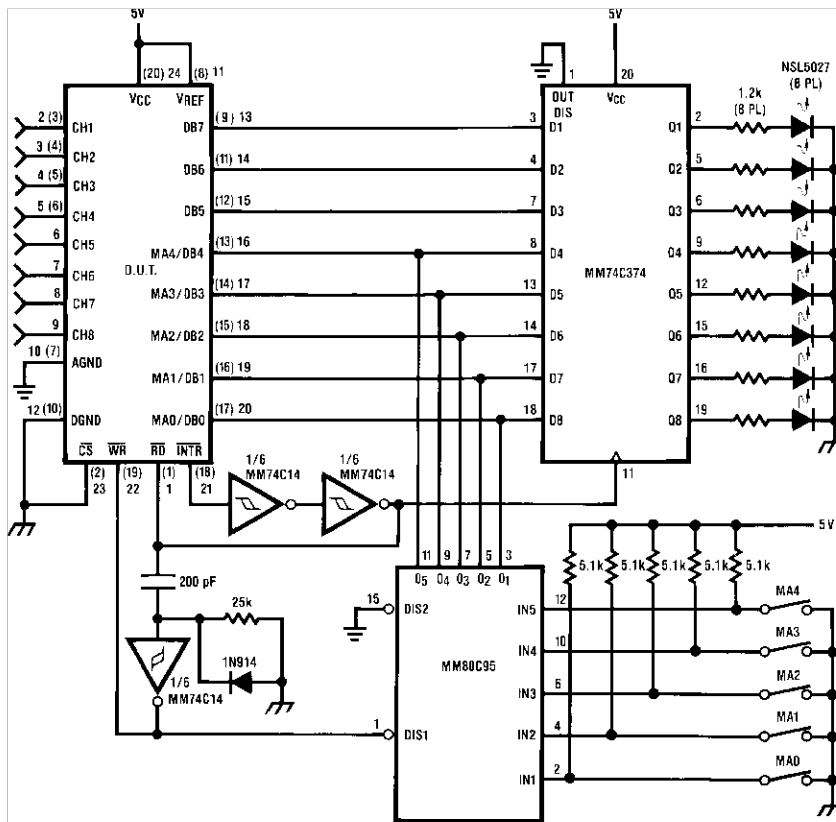 5V
5V
(20) 24
(8) 11
VCC
VREF
1
OUT
DIS
20
VCC
1.2k
(8 PL)
NSL5027
(8 PL)
2 (3)
CH1
DB7
(9) 13
3
D1
Q1
2
3 (4)
CH2
DB6
(11) 14
4
D2
Q2
5
4 (5)
CH3
DB5
(12) 15
7
D3
Q3
6
5 (6)
CH4
MA4/DB4
(13) 16
8
D4
Q4
9
6
CH5
D.U.T.
MM74C374
7
CH6
MA3/DB3
(14) 17
13
D5
Q5
12
8
CH7
MA2/DB2
(15) 18
14
D6
Q6
15
9
CH8
10 (7)
AGND
MA1/DB1
(16) 19
17
D7
Q7
16
12 (10)
DGND
MA0/DB0
(17) 20
18
D8
Q8
19
CS
WR
RD
INTR
(2)
23
(19)
22
(1)
1
(18)
21
1/6
MM74C14
1/6
MM74C14
11
5V
200 pF
25k
1N914
1/6
MM74C14
11
9
7
5
3
O5
O4
O3
O2
O1
5.1k
5.1k
5.1k
5.1k
5.1k
15
DIS2
IN5
12
MA4
MM80C95
IN4
10
MA3
IN3
6
MA2
1
DIS1
IN2
4
MA1
IN1
2
MA0